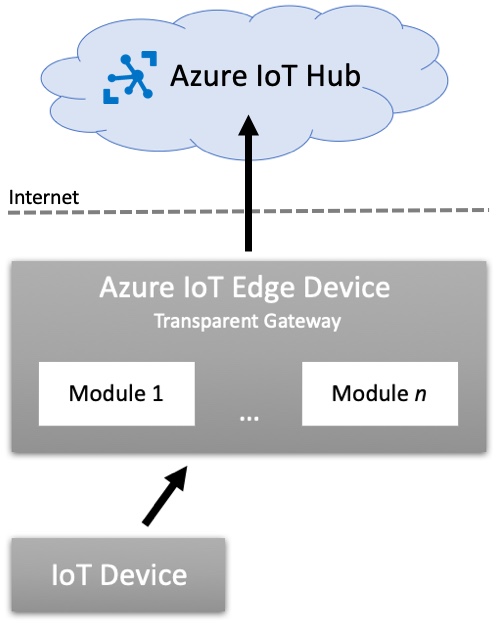 Azure IoT Hub
Internet
Azure IoT Edge Device
Transparent Gateway
Module 1
...
Module n
IoT Device